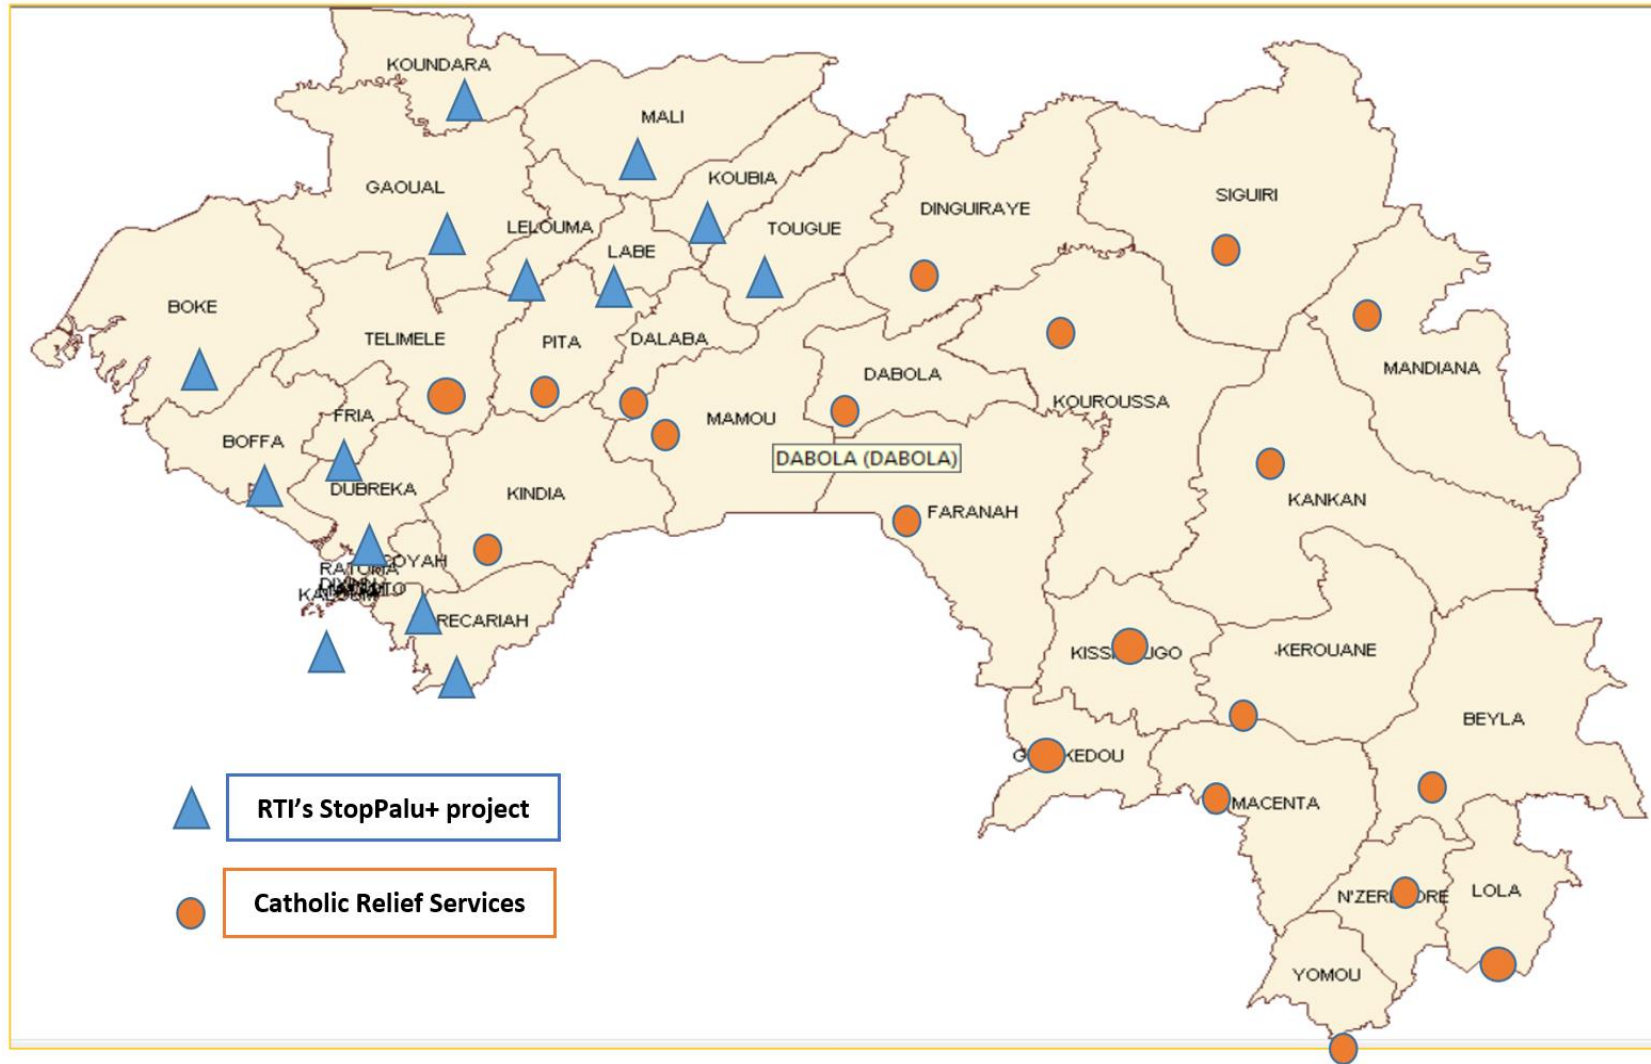 KOUNDARA
MALI
GAOUAL
KOUBIA
SIGUIRI
DINGUIRAYE
LELOUMA
TOUGUE
LABE
BOKE
TELIMELE
PITA
DALABA
DABOLA
MANDIANA
KOUROUSSA
FRIA
MAMOU
BOFFA
DABOLA (DABOLA)
DUBREKA
KINDIA
KANKAN
FARANAH
RECARIAH
KEROUANE
BEYLA
MACENTA
RTI's StopPalu+ project
LOLA
Catholic Relief Services
YOMOU